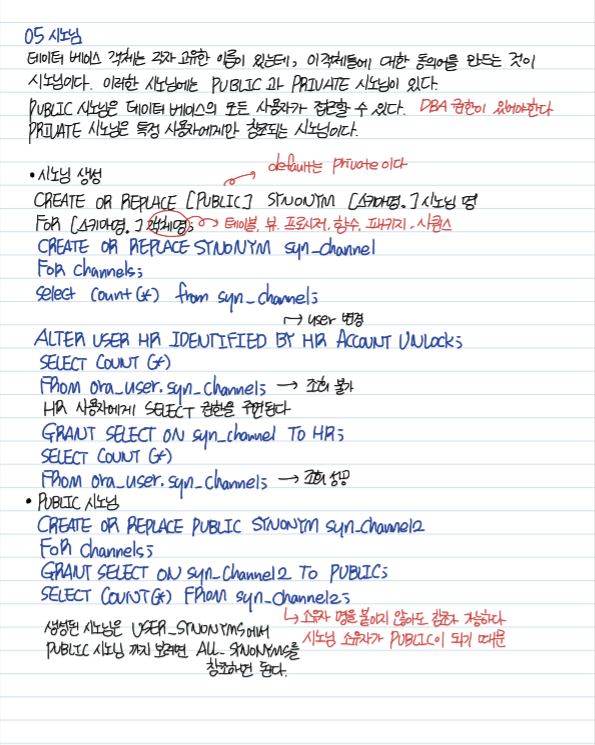 05 시노님
데이터 베이스 객체는 각자 고유한 이름이 있는데, 이 객체들에 대한 동의어를 만드는 것이
시노님이다. 이러한 시노님에는 PUBLIC 과 PRIVATE 시노님이 있다.
PUBLIC 시노님은 데이터 베이스의 모든 사용자가 접근할 수 있다. DBA 권한이 있어야한다
PRIVATE 시노님은 특정 사용자에게만 참조되는 시노님이다.
• 시노님 생성
default는 private 이다
CREATE OR REPLACE [PUBLIC] SYNONYM [스키마명.] 시노님 명
FOR [스키마명.] 객체명; → 테이블, 뷰, 프로시저, 함수, 패키지, 시퀀스
CREATE OR REPLACE SYNONYM syn_channel
FOR channels;
select count(*) from syn_channel;
→ user 변경
ALTER USER HR IDENTIFIED BY HR ACCOUNT UNLOCK;
SELECT COUNT(*)
FROM ora_user.syn_channel; → 조회 불가
HR 사용자에게 SELECT 권한을 주면된다
GRANT SELECT ON syn_channel TO HR;
SELECT COUNT(*)
FROM ora_user.syn_channel; → 조회 성공
• PUBLIC 시노님
CREATE OR REPLACE PUBLIC SYNONYM syn_channel2
FOR channels;
GRANT SELECT ON syn_channel2 TO PUBLIC;
SELECT COUNT(*) FROM syn_channel2;
↳ 소유자 명을 붙이지 않아도 참조가 가능하다
시노님 소유자가 PUBLIC이 되기 때문
생성된 시노님은 USER_SYNONYMS에서
PUBLIC 시노님 까지 보려면 ALL_SYNONYMS를
참조하면 된다.